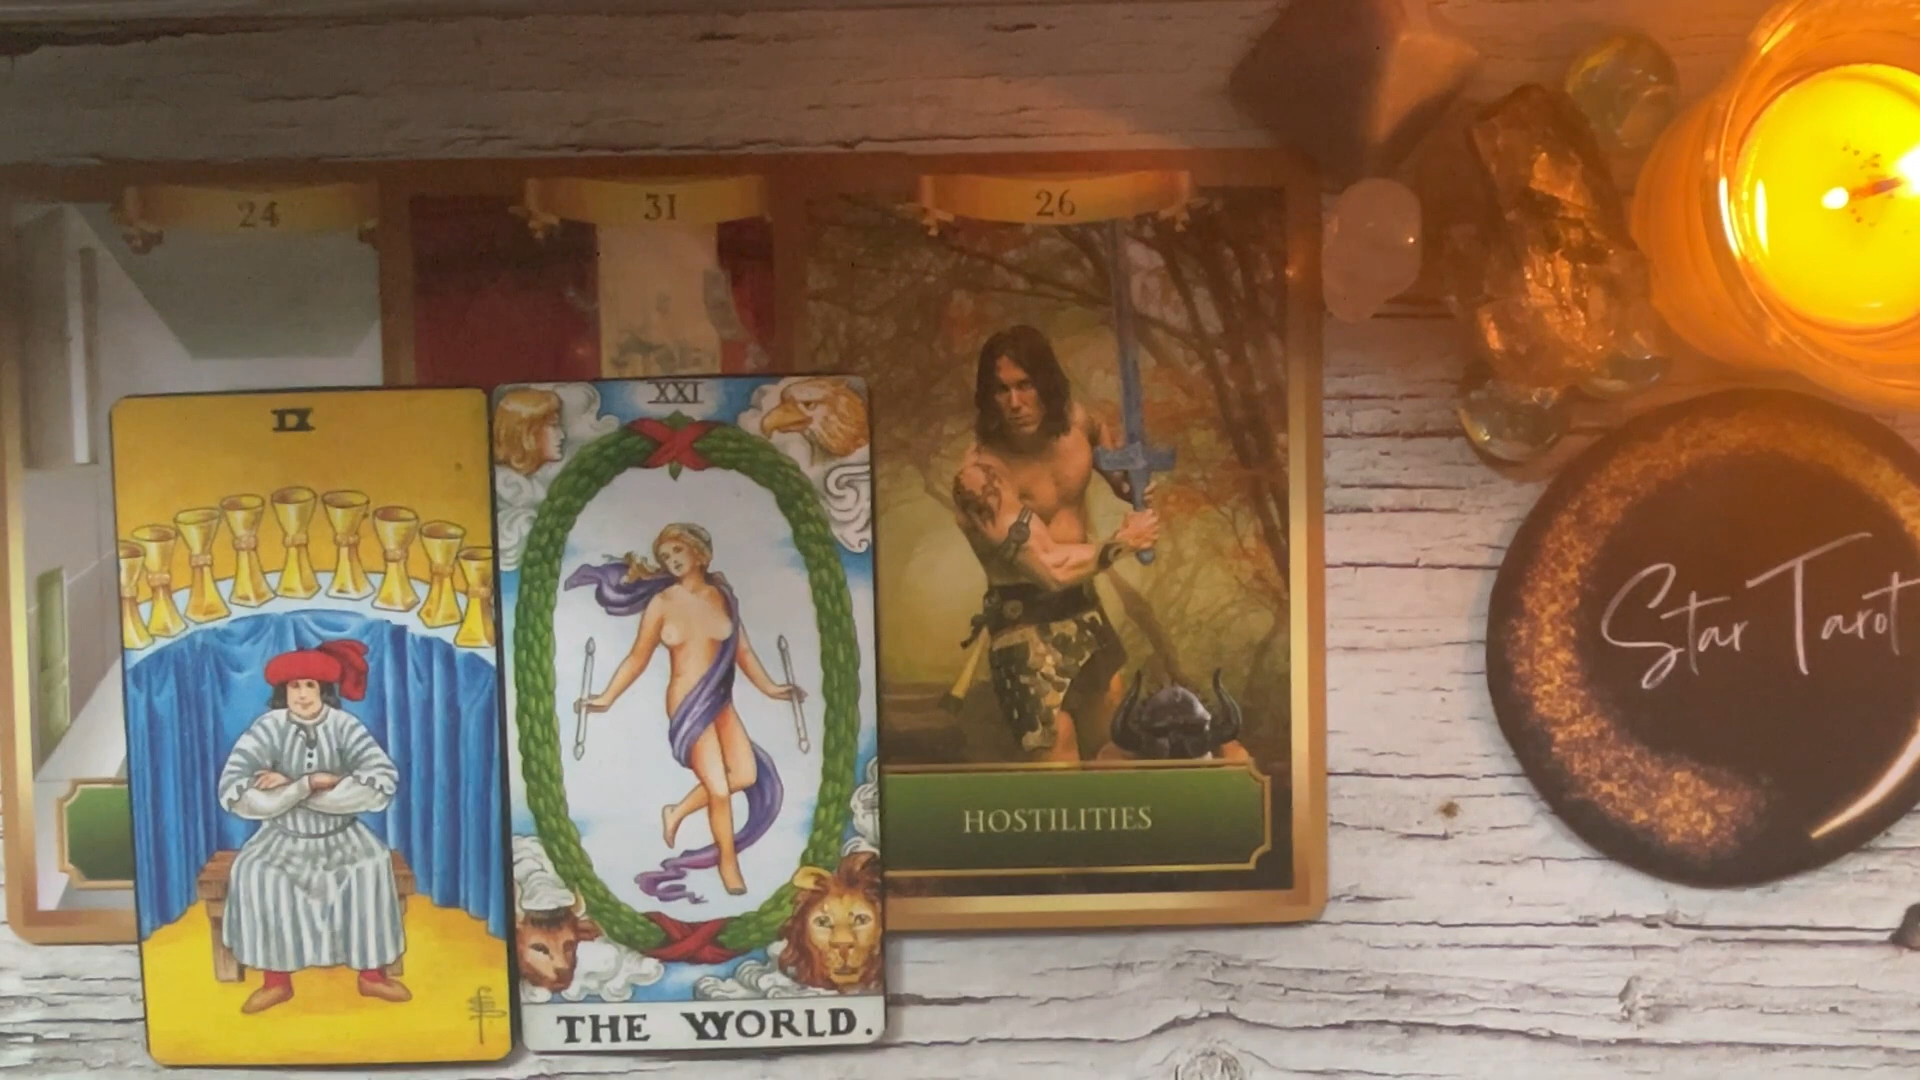 24
31
26
IX
XXI
HOSTILITIES
Star Tarot
THE WORLD.